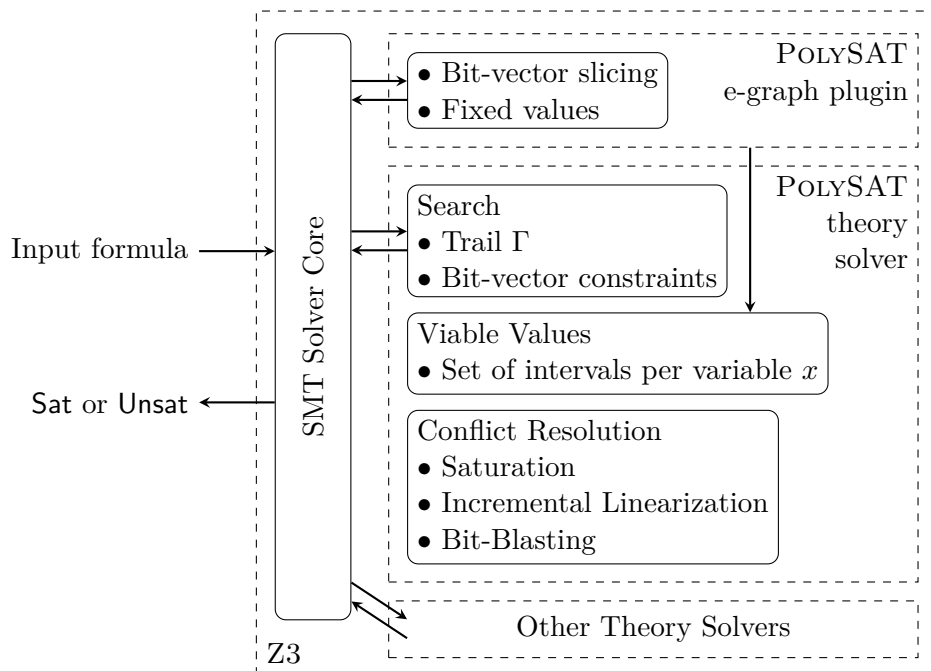 POLYSAT
e-graph plugin
• Bit-vector slicing
• Fixed values
POLYSAT
theory
solver
Search
• Trail Γ
• Bit-vector constraints
Input formula
SMT Solver Core
Viable Values
• Set of intervals per variable x
Sat or Unsat
Conflict Resolution
• Saturation
• Incremental Linearization
• Bit-Blasting
Other Theory Solvers
Z3